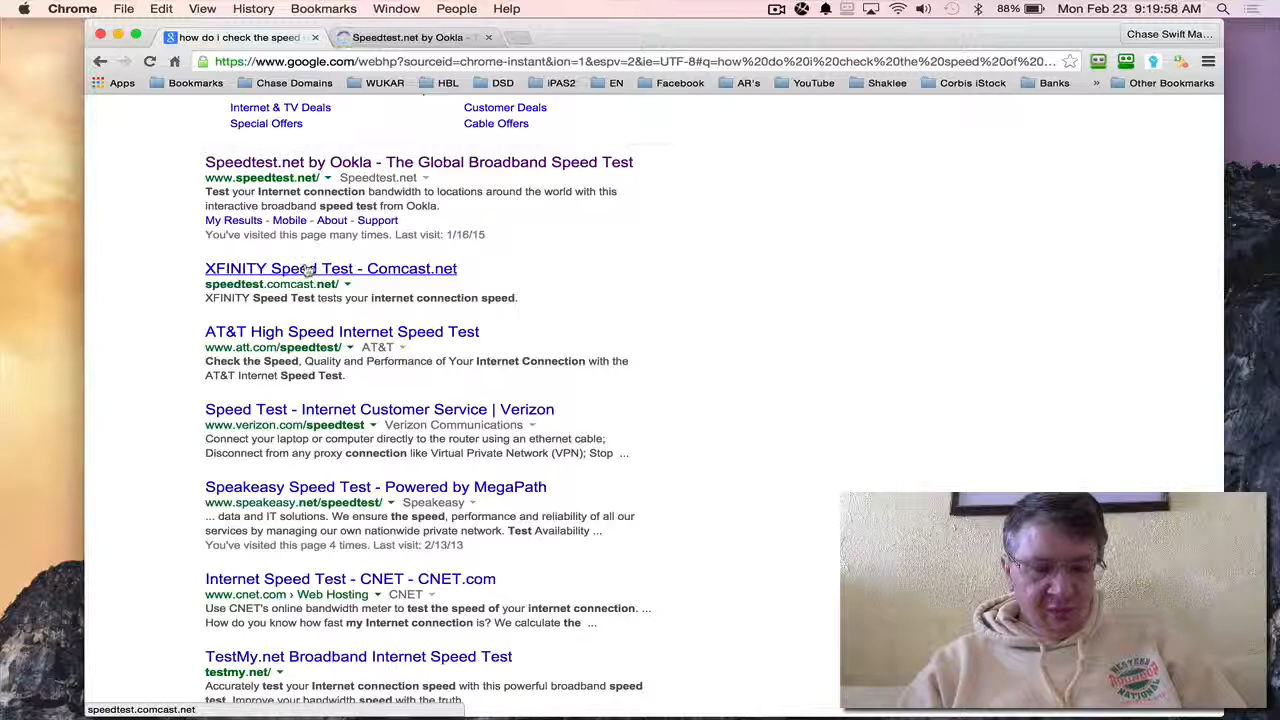 Chrome File Edit View History Bookmarks Window People Help 88% Mon Feb 23 9:19:58 AM
how do i check the speed × Speedtest.net by Ookla - T × Chase Swift Ma...
https://www.google.com/webhp?sourceid=chrome-instant&ion=1&espv=2&ie=UTF-8#q=how%20do%20i%20check%20the%20speed%20of%20...
Apps Bookmarks Chase Domains WUKAR HBL DSD iPAS2 EN Facebook AR's YouTube Shaklee Corbis iStock Banks » Other Bookmarks
Internet & TV Deals Customer Deals
Special Offers Cable Offers
Speedtest.net by Ookla - The Global Broadband Speed Test
www.speedtest.net/ Speedtest.net
Test your Internet connection bandwidth to locations around the world with this
interactive broadband speed test from Ookla.
My Results - Mobile - About - Support
You've visited this page many times. Last visit: 1/16/15
XFINITY Speed Test - Comcast.net
speedtest.comcast.net/
XFINITY Speed Test tests your internet connection speed.
AT&T High Speed Internet Speed Test
www.att.com/speedtest/ AT&T
Check the Speed, Quality and Performance of Your Internet Connection with the
AT&T Internet Speed Test.
Speed Test - Internet Customer Service | Verizon
www.verizon.com/speedtest Verizon Communications
Connect your laptop or computer directly to the router using an ethernet cable;
Disconnect from any proxy connection like Virtual Private Network (VPN); Stop ...
Speakeasy Speed Test - Powered by MegaPath
www.speakeasy.net/speedtest/ Speakeasy
... data and IT solutions. We ensure the speed, performance and reliability of all our
services by managing our own nationwide private network. Test Availability ...
You've visited this page 4 times. Last visit: 2/13/13
Internet Speed Test - CNET - CNET.com
www.cnet.com › Web Hosting CNET
Use CNET's online bandwidth meter to test the speed of your internet connection. ...
How do you know how fast my Internet connection is? We calculate the ...
TestMy.net Broadband Internet Speed Test
testmy.net/
Accurately test your Internet connection speed with this powerful broadband speed
test. Improve your bandwidth speed with the truth.
speedtest.comcast.net
NATIONAL